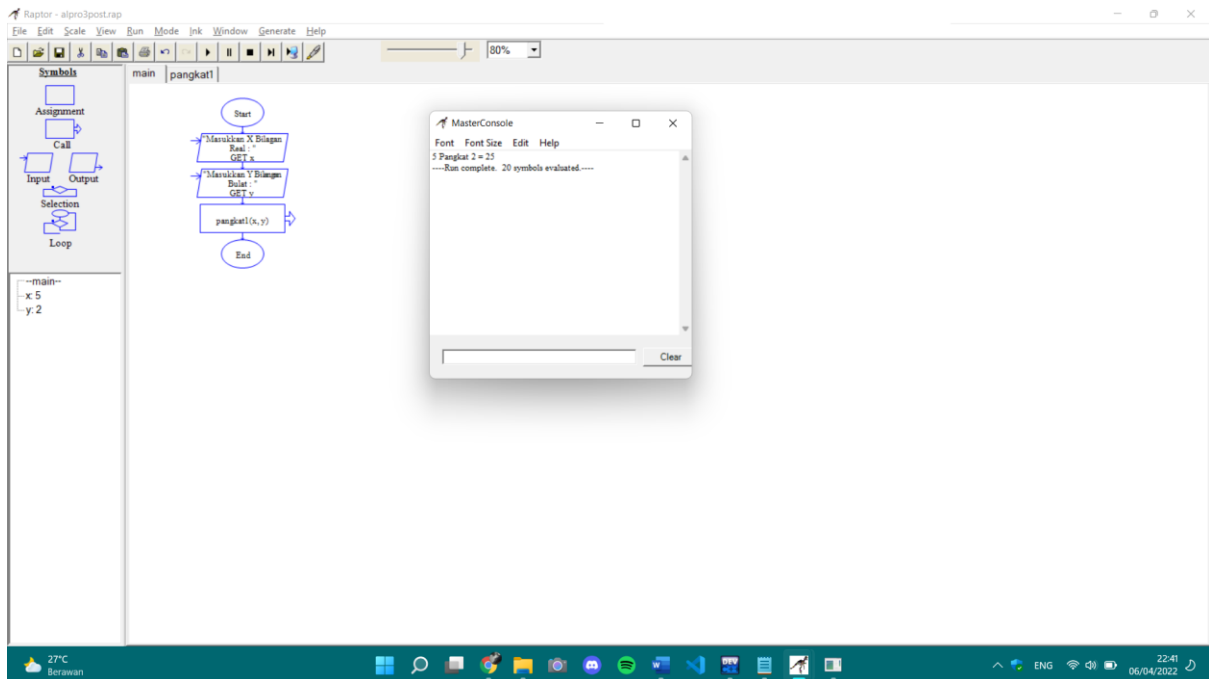 Raptor - alpro3post.rap
File Edit Scale View Run Mode Ink Window Generate Help
80%
Symbols
Assignment
Call
Input Output
Selection
Loop
main pangkat1
Start
"Masukkan X Bilagan
Real : "
GET x
"Masukkan Y Bilangan
Bulat : "
GET y
pangkat1(x, y)
End
--main--
x: 5
y: 2
MasterConsole
Font Font Size Edit Help
5 Pangkat 2 = 25
----Run complete. 20 symbols evaluated.----
Clear
27°C
Berawan
DEV
ENG
22:41
06/04/2022